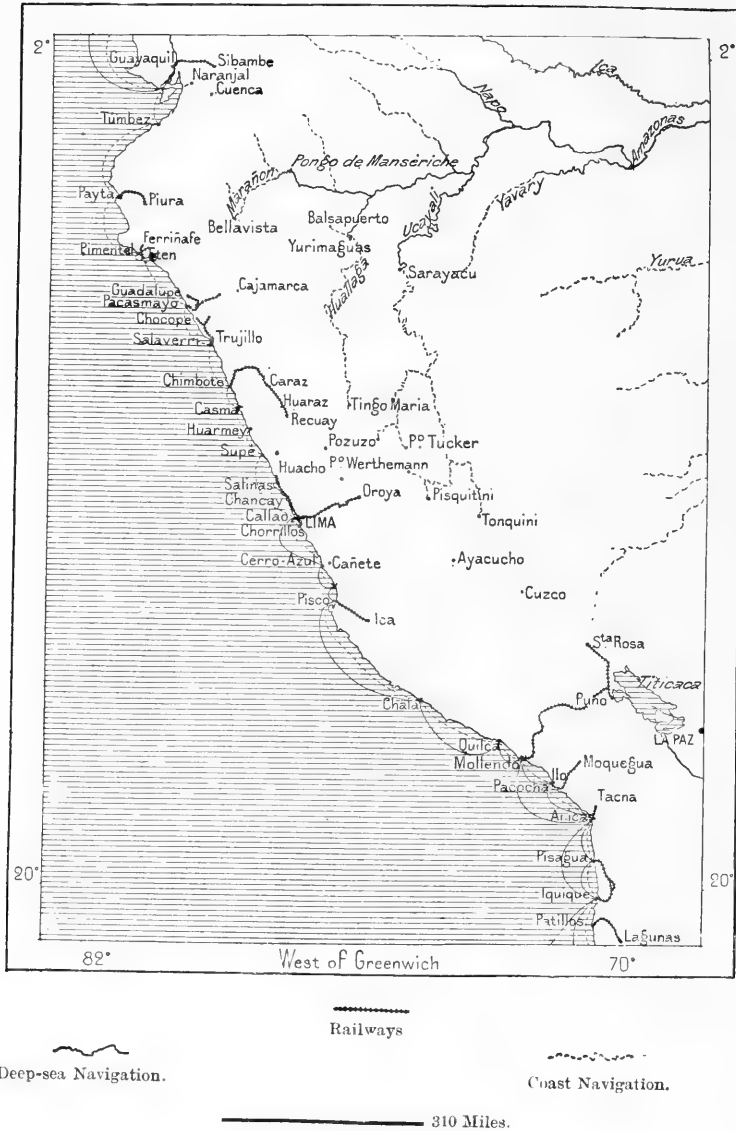 2°
2°
Guayaquil
Sibambe
Naranjal
Cuenca
Tumbez
Napo
Ica
Amazonas
Pongo de Manseriche
Marañon
Payta
Piura
Bellavista
Balsapuerto
Yurimaguas
Ucayali
Yavary
Ferriñafe
Pimentel
Eten
Huallaga
Sarayacu
Yurua
Guadalupe
Cajamarca
Pacasmayo
Chocope
Salaverri
Trujillo
Chimbote
Caraz
Huaraz
Recuay
Casma
Tingo Maria
Huarmey
Pozuzo
Pº. Tucker
Supé
Huacho
Pº. Werthemann
Salinas
Chancay
Oroya
Pisquitini
Callao
LIMA
Tonquini
Chorrillos
Cerro-Azul
Cañete
Ayacucho
Cuzco
Pisco
Ica
Sta Rosa
Titicaca
Puno
Chala
LA PAZ
Quilca
Mollendo
Ilo
Moquegua
Pacocha
Tacna
Arica
Pisagua
20°
20°
Iquique
Patillos
Lagunas
82°
West of Greenwich
70°
Railways
Deep-sea Navigation.
Coast Navigation.
310 Miles.